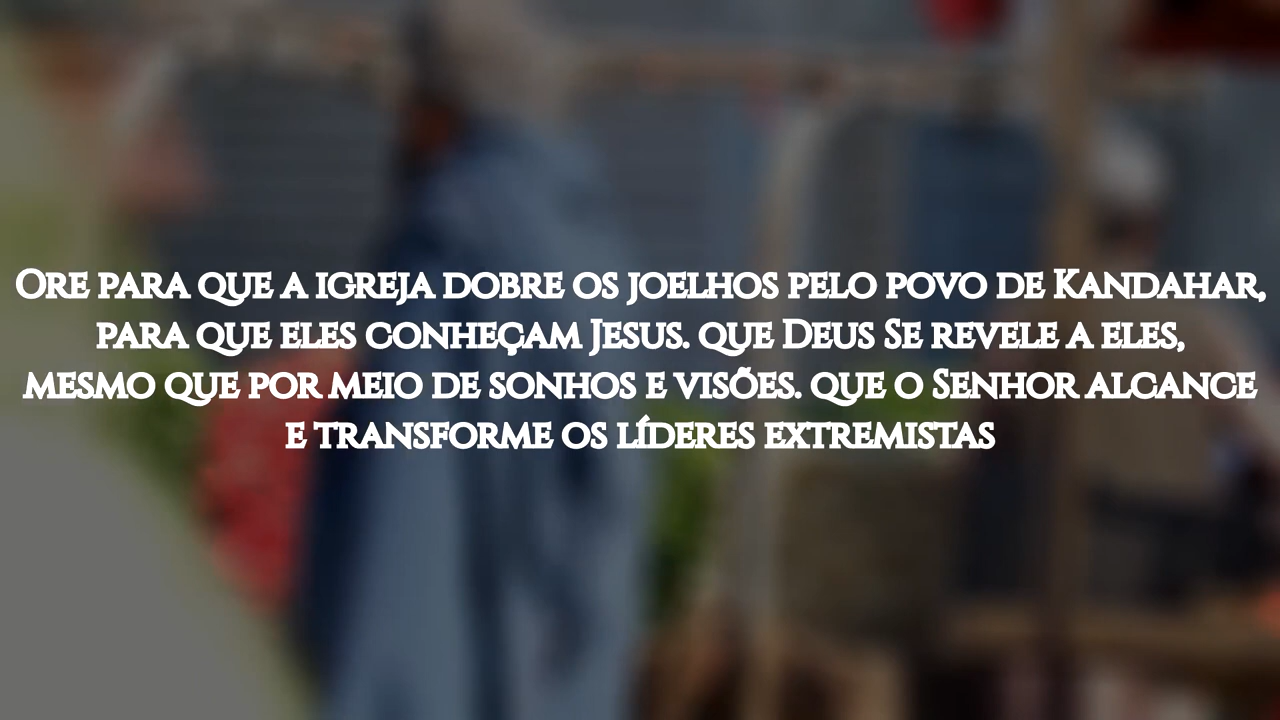 Ore para que a igreja dobre os joelhos pelo povo de Kandahar,
para que eles conheçam Jesus. que Deus Se revele a eles,
mesmo que por meio de sonhos e visões. que o Senhor alcance
e transforme os líderes extremistas